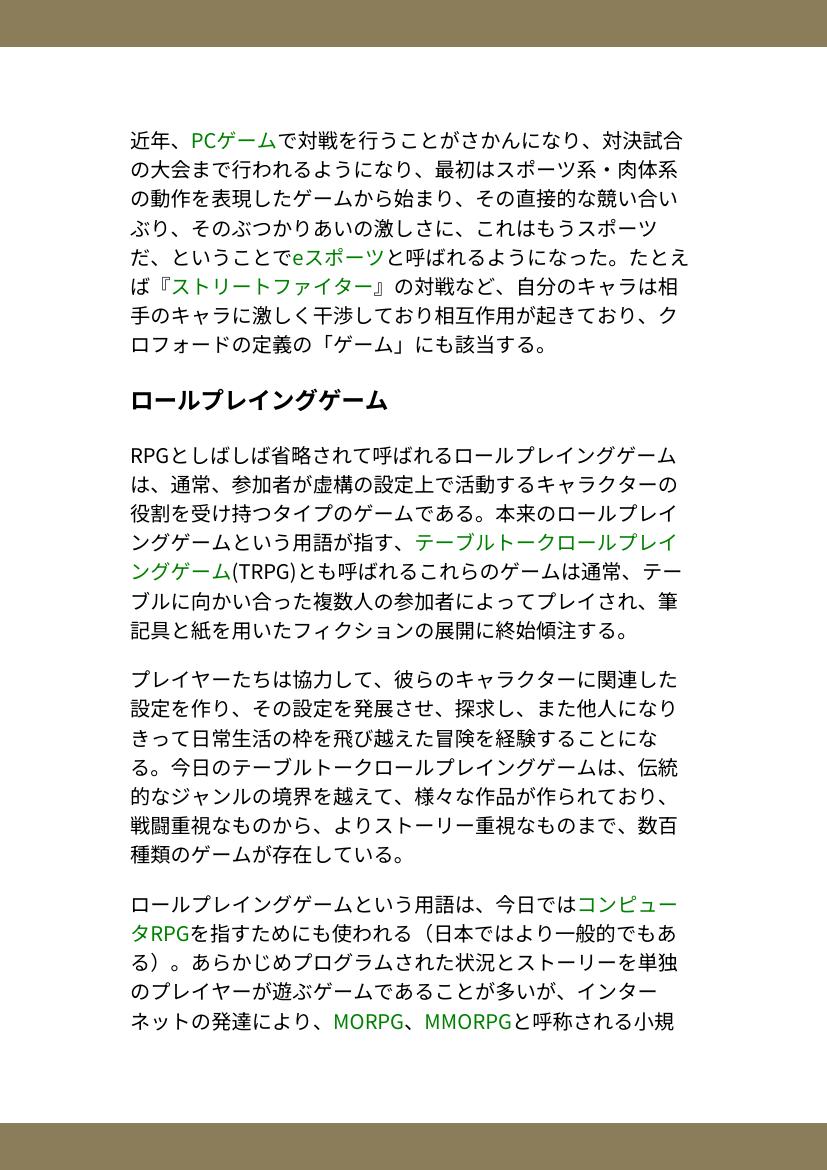 近年、PCゲームで対戦を行うことがさかんになり、対決試合
の大会まで行われるようになり、最初はスポーツ系・肉体系
の動作を表現したゲームから始まり、その直接的な競い合い
ぶり、そのぶつかりあいの激しさに、これはもうスポーツ
だ、ということでeスポーツと呼ばれるようになった。たとえ
ば『ストリートファイター』の対戦など、自分のキャラは相
手のキャラに激しく干渉しており相互作用が起きており、ク
ロフォードの定義の「ゲーム」にも該当する。
ロールプレイングゲーム
RPGとしばしば省略されて呼ばれるロールプレイングゲーム
は、通常、参加者が虚構の設定上で活動するキャラクターの
役割を受け持つタイプのゲームである。本来のロールプレイ
ングゲームという用語が指す、テーブルトークロールプレイ
ングゲーム(TRPG)とも呼ばれるこれらのゲームは通常、テー
ブルに向かい合った複数人の参加者によってプレイされ、筆
記具と紙を用いたフィクションの展開に終始傾注する。
プレイヤーたちは協力して、彼らのキャラクターに関連した
設定を作り、その設定を発展させ、探求し、また他人になり
きって日常生活の枠を飛び越えた冒険を経験することにな
る。今日のテーブルトークロールプレイングゲームは、伝統
的なジャンルの境界を越えて、様々な作品が作られており、
戦闘重視なものから、よりストーリー重視なものまで、数百
種類のゲームが存在している。
ロールプレイングゲームという用語は、今日ではコンピュー
タRPGを指すためにも使われる（日本ではより一般的でもあ
る）。あらかじめプログラムされた状況とストーリーを単独
のプレイヤーが遊ぶゲームであることが多いが、インター
ネットの発達により、MORPG、MMORPGと呼称される小規